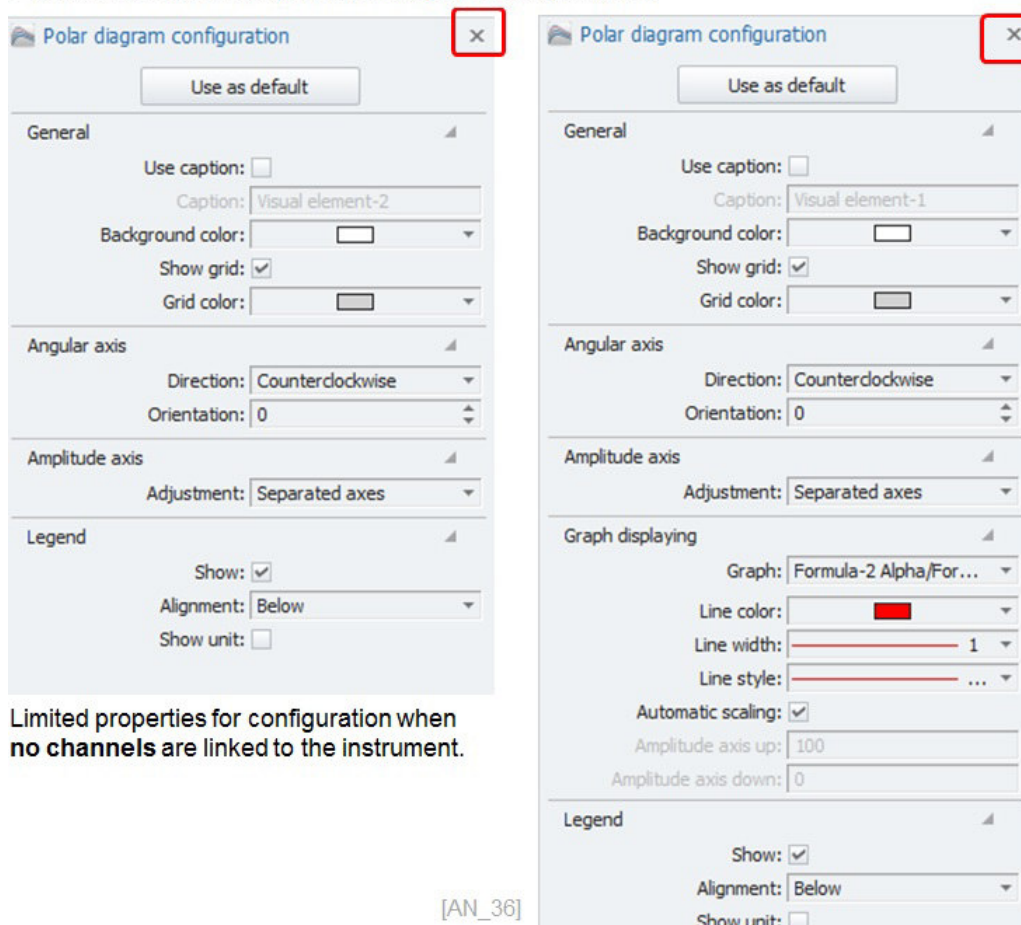 Polar diagram configuration
Use as default
General
Use caption:
Caption: Visual element-2
Background color:
Show grid:
Grid color:
Angular axis
Direction: Counterclockwise
Orientation: 0
Amplitude axis
Adjustment: Separated axes
Legend
Show:
Alignment: Below
Show unit:
Limited properties for configuration when
no channels are linked to the instrument.
[AN_36]
Polar diagram configuration
Use as default
General
Use caption:
Caption: Visual element-1
Background color:
Show grid:
Grid color:
Angular axis
Direction: Counterclockwise
Orientation: 0
Amplitude axis
Adjustment: Separated axes
Graph displaying
Graph: Formula-2 Alpha/For...
Line color:
Line width: 1
Line style: ...
Automatic scaling:
Amplitude axis up: 100
Amplitude axis down: 0
Legend
Show:
Alignment: Below
Show unit: